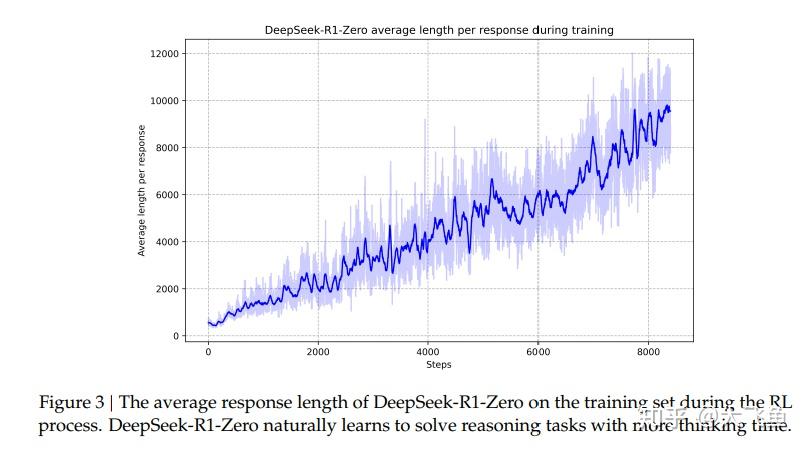 DeepSeek-R1-Zero average length per response during training
12000
10000
8000
6000
4000
2000
0
Average length per response
0 2000 4000 6000 8000
Steps
Figure 3 | The average response length of DeepSeek-R1-Zero on the training set during the RL
process. DeepSeek-R1-Zero naturally learns to solve reasoning tasks with more thinking time.
知乎 @大飞鱼